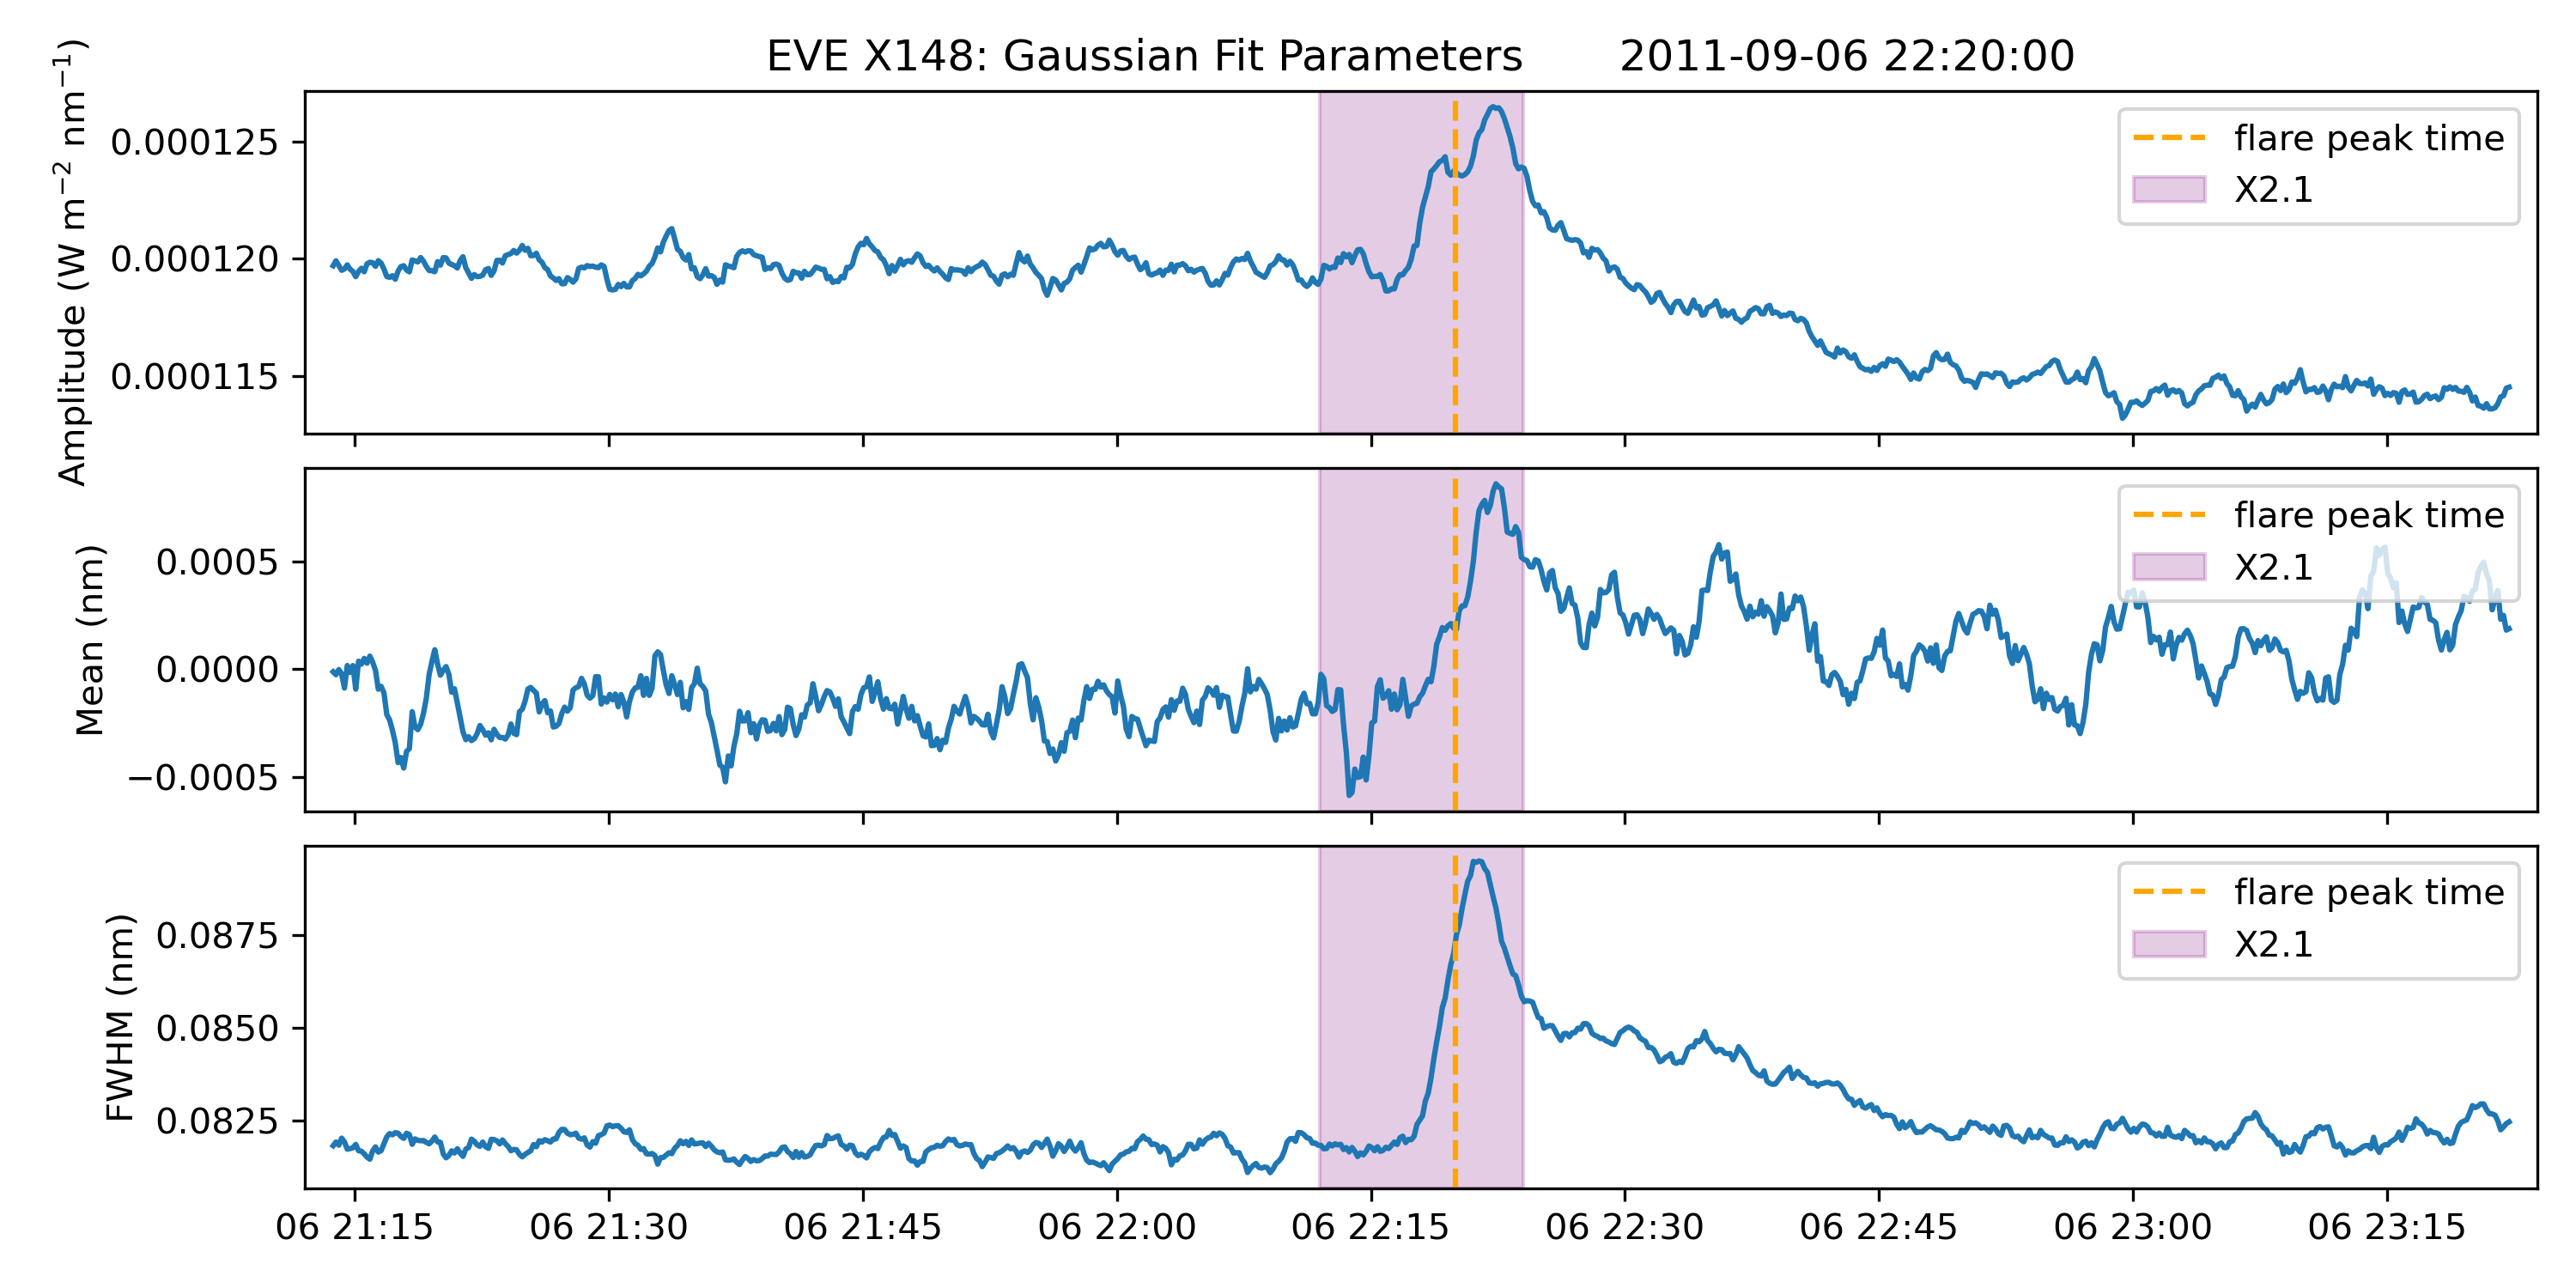 EVE X148: Gaussian Fit Parameters 2011-09-06 22:20:00
Amplitude (W m⁻² nm⁻¹)
0.000125
0.000120
0.000115
flare peak time
X2.1
Mean (nm)
0.0005
0.0000
−0.0005
flare peak time
X2.1
FWHM (nm)
0.0875
0.0850
0.0825
flare peak time
X2.1
06 21:15 06 21:30 06 21:45 06 22:00 06 22:15 06 22:30 06 22:45 06 23:00 06 23:15